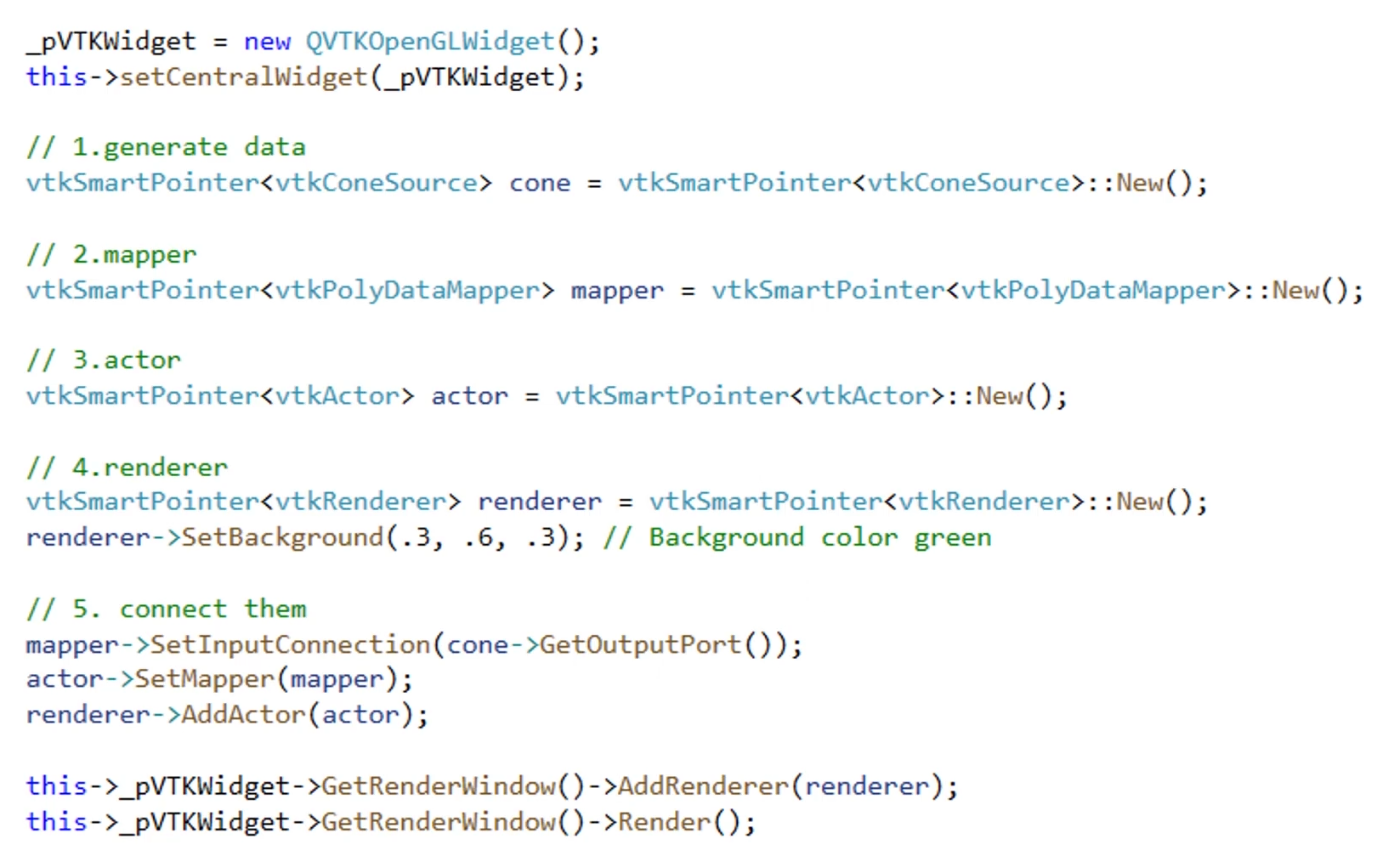 _pVTKWidget = new QVTKOpenGLWidget();
this->setCentralWidget(_pVTKWidget);
// 1.generate data
vtkSmartPointer<vtkConeSource> cone = vtkSmartPointer<vtkConeSource>::New();
// 2.mapper
vtkSmartPointer<vtkPolyDataMapper> mapper = vtkSmartPointer<vtkPolyDataMapper>::New();
// 3.actor
vtkSmartPointer<vtkActor> actor = vtkSmartPointer<vtkActor>::New();
// 4.renderer
vtkSmartPointer<vtkRenderer> renderer = vtkSmartPointer<vtkRenderer>::New();
renderer->SetBackground(.3, .6, .3); // Background color green
// 5. connect them
mapper->SetInputConnection(cone->GetOutputPort());
actor->SetMapper(mapper);
renderer->AddActor(actor);
this->_pVTKWidget->GetRenderWindow()->AddRenderer(renderer);
this->_pVTKWidget->GetRenderWindow()->Render();